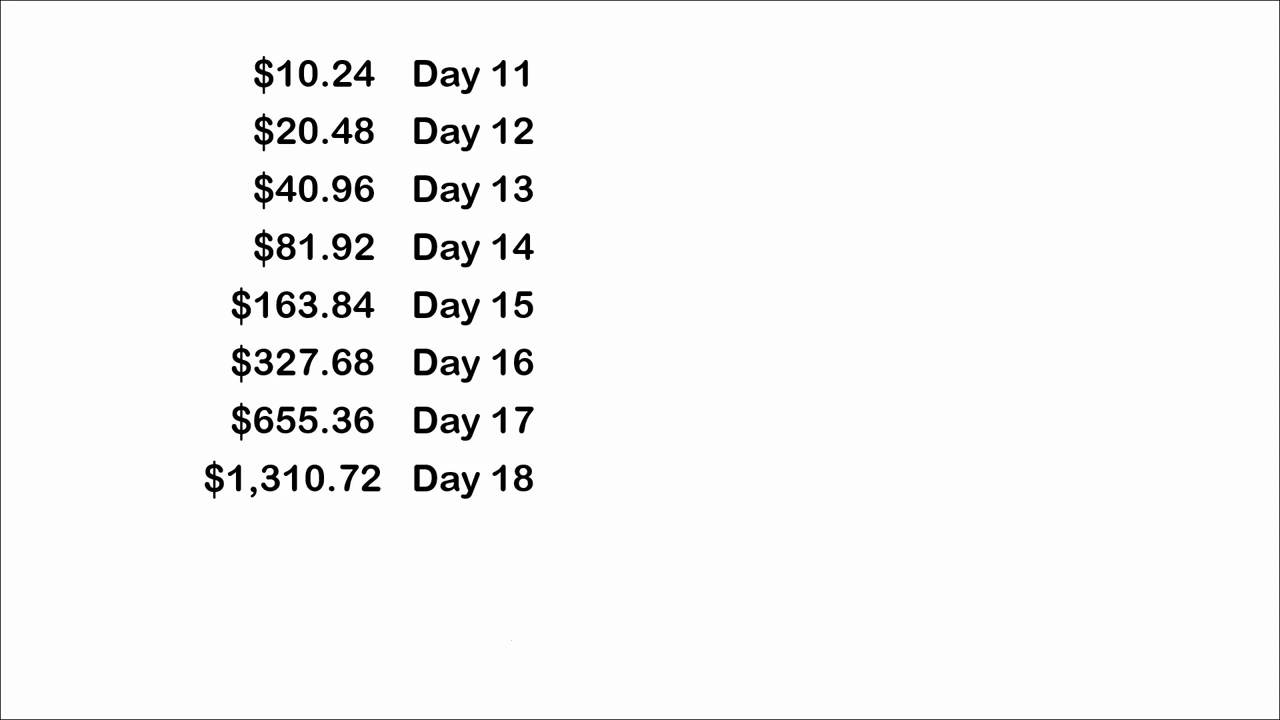 $10.24 Day 11
$20.48 Day 12
$40.96 Day 13
$81.92 Day 14
$163.84 Day 15
$327.68 Day 16
$655.36 Day 17
$1,310.72 Day 18